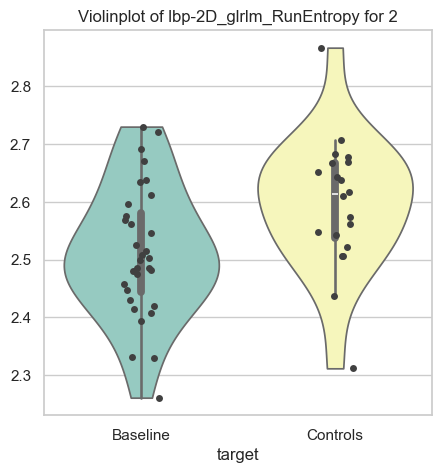 Violinplot of lbp-2D_glrlm_RunEntropy for 2
2.8
2.7
2.6
2.5
2.4
2.3
Baseline Controls
target